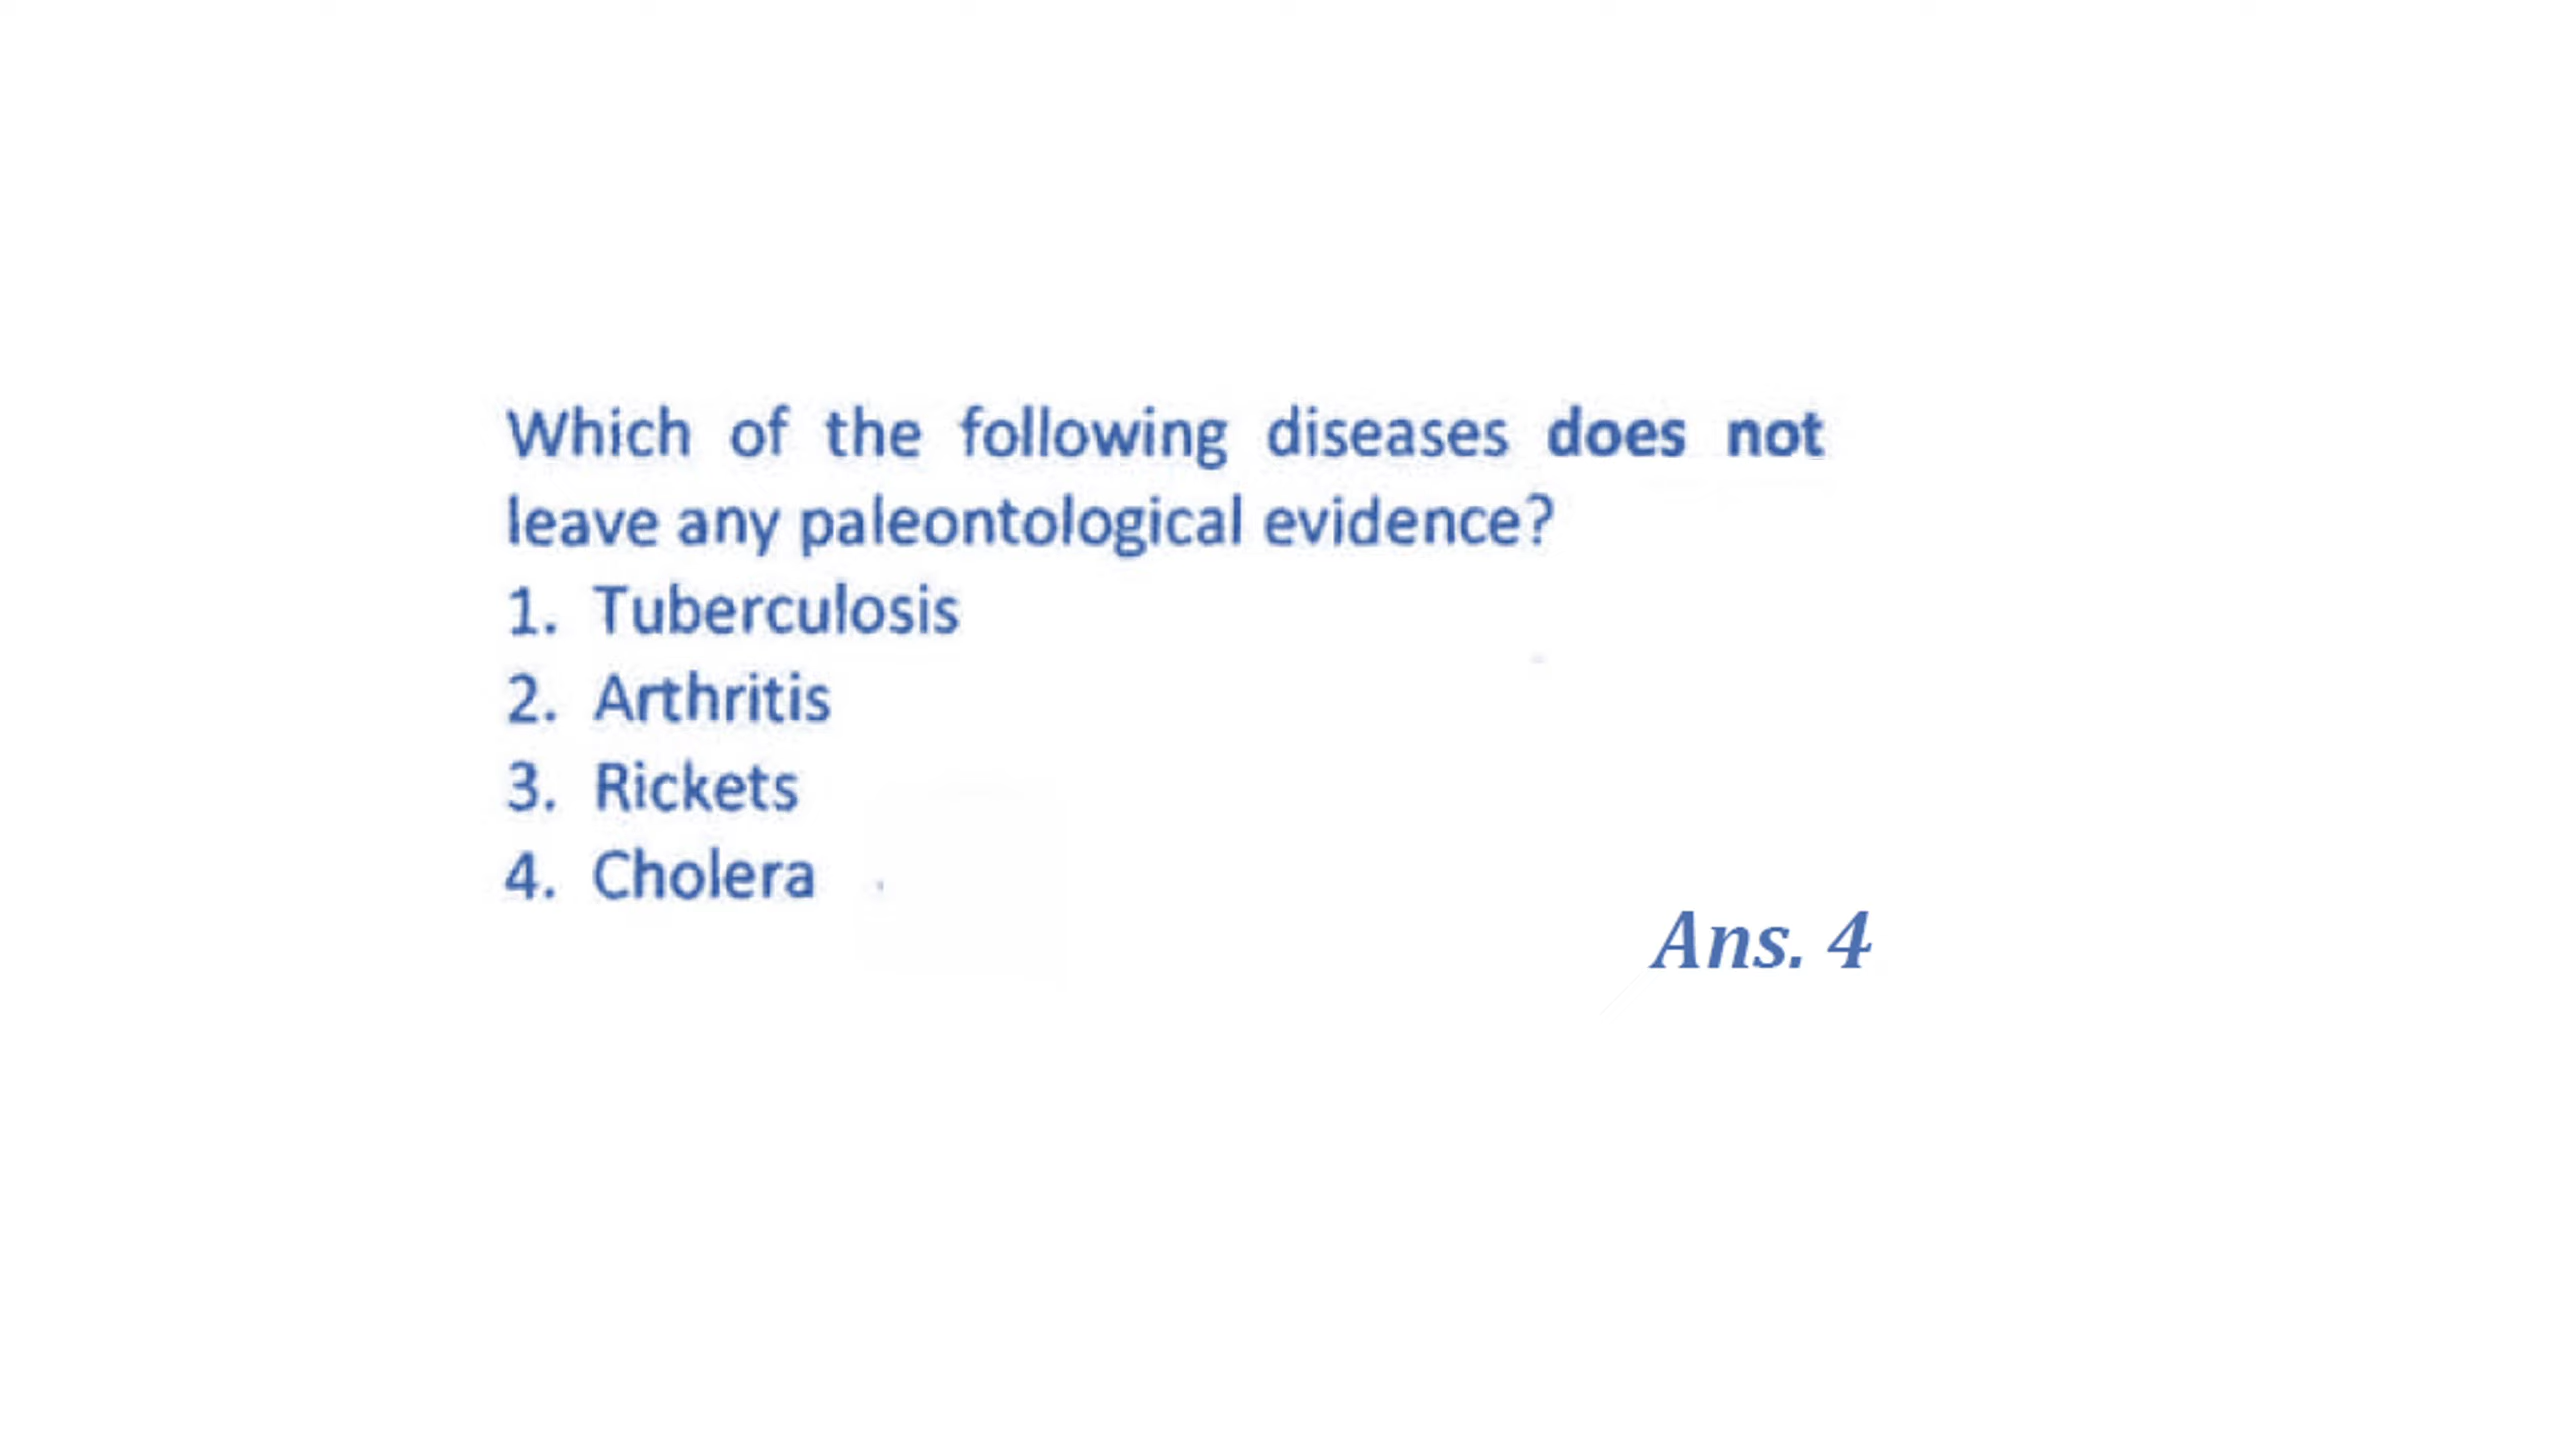 Which of the following diseases does not
leave any paleontological evidence?
1. Tuberculosis
2. Arthritis
3. Rickets
4. Cholera
Ans. 4